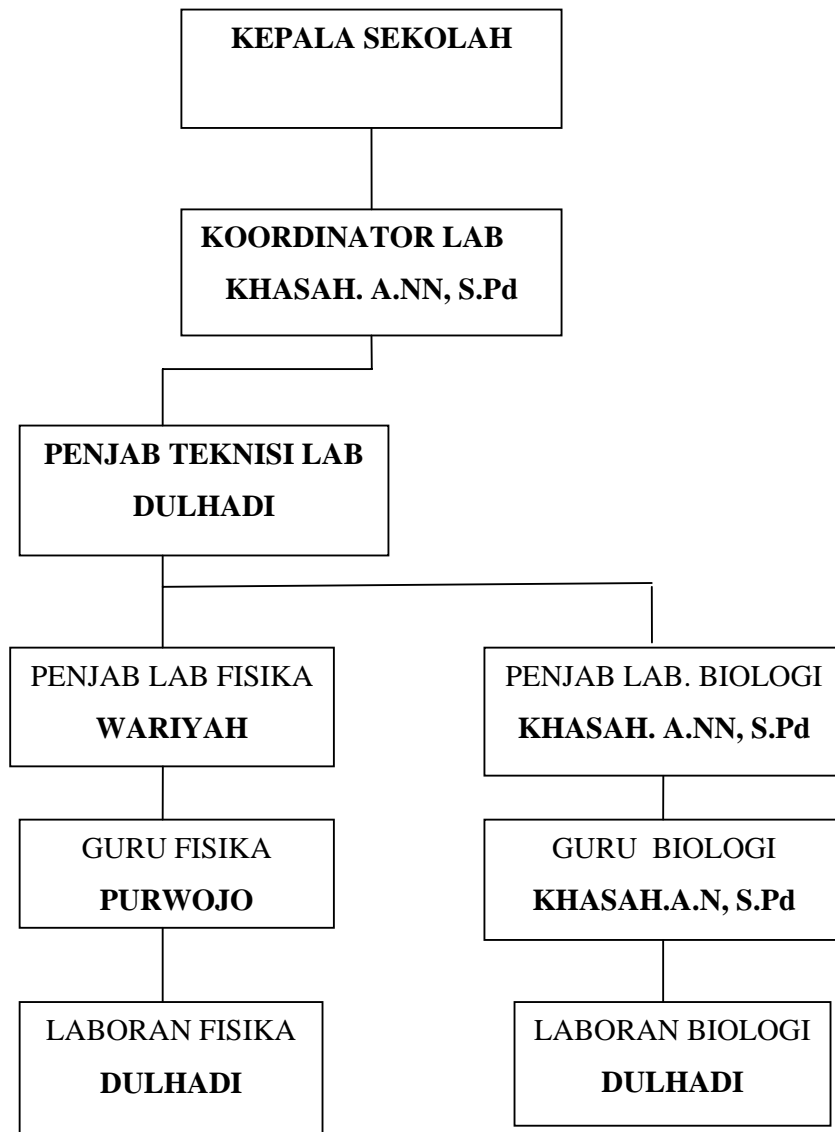 KEPALA SEKOLAH
KOORDINATOR LAB
KHASAH. A.NN, S.Pd
PENJAB TEKNISI LAB
DULHADI
PENJAB LAB FISIKA
WARIYAH
PENJAB LAB. BIOLOGI
KHASAH. A.NN, S.Pd
GURU FISIKA
PURWOJO
GURU BIOLOGI
KHASAH.A.N, S.Pd
LABORAN FISIKA
DULHADI
LABORAN BIOLOGI
DULHADI